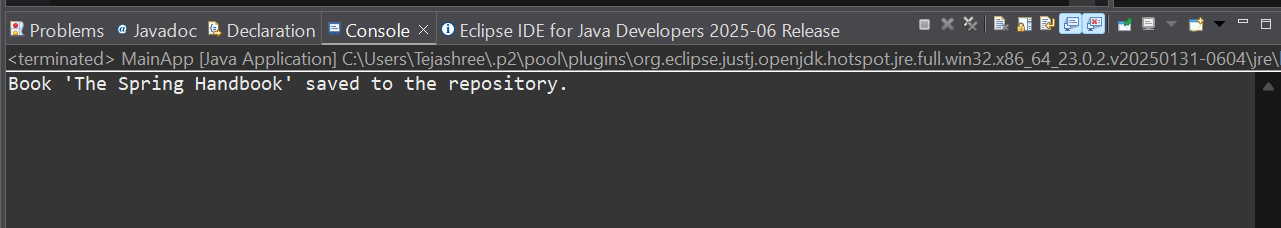 Problems @ Javadoc Declaration Console Eclipse IDE for Java Developers 2025-06 Release
<terminated> MainApp [Java Application] C:\Users\Tejashree\.p2\pool\plugins\org.eclipse.justj.openjdk.hotspot.jre.full.win32.x86_64_23.0.2.v20250131-0604\jre\
Book 'The Spring Handbook' saved to the repository.